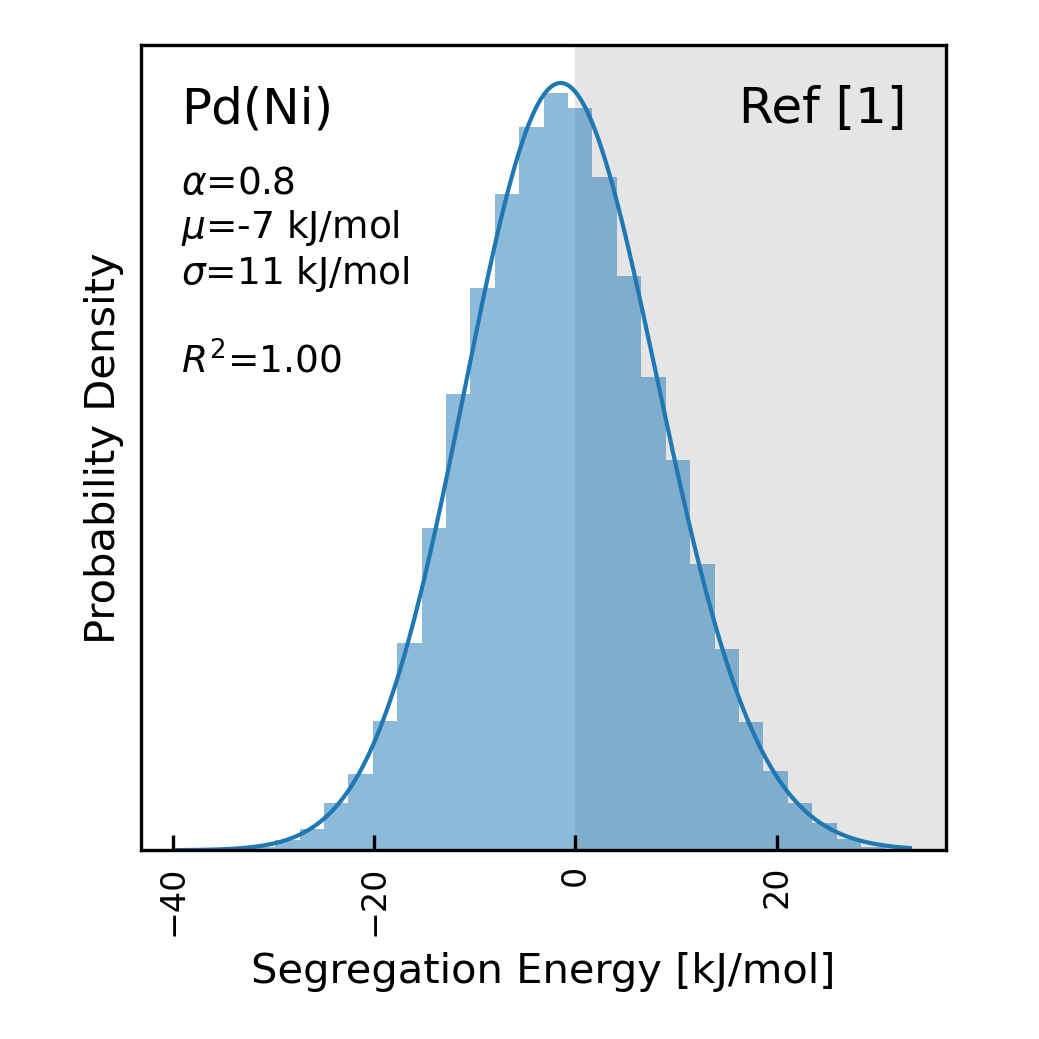 Pd(Ni)
Ref [1]
α=0.8
μ=-7 kJ/mol
σ=11 kJ/mol
R²=1.00
Probability Density
−40
−20
0
20
Segregation Energy [kJ/mol]